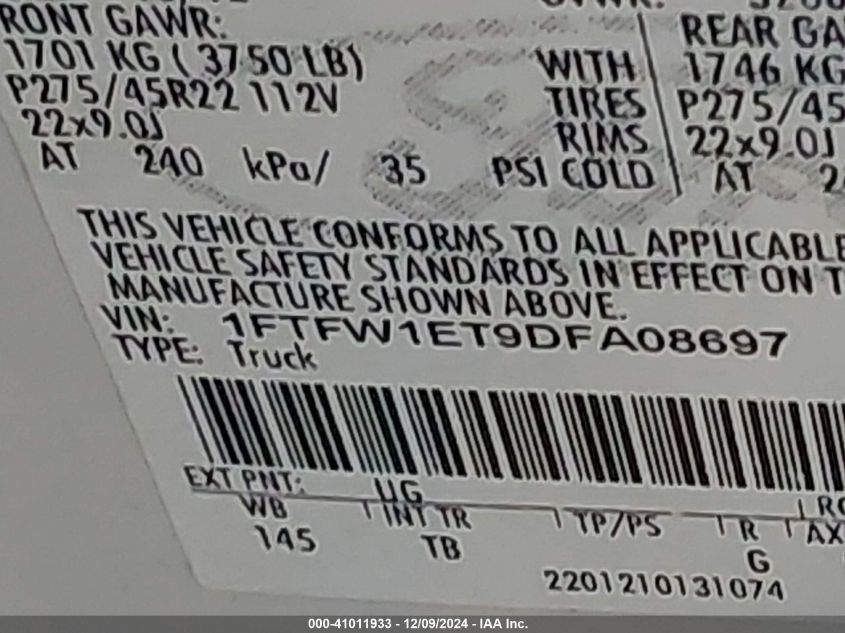 RONT GAWR:
1701 KG ( 3750 LB)
P275/45R22 112V
22x9.0J
AT 240 kPa/ 35 PSI COLD
WITH
TIRES
RIMS
REAR GA
1746 KG
P275/45
22x9.0J
AT 2
THIS VEHICLE CONFORMS TO ALL APPLICABLE
VEHICLE SAFETY STANDARDS IN EFFECT ON T
MANUFACTURE SHOWN ABOVE.
VIN: 1FTFW1ET9DFA08697
TYPE: Truck
EXT PNT: UG
WB INT TR TP/PS R AX
145 TB G
2201210131074
000-41011933 - 12/09/2024 - IAA Inc.